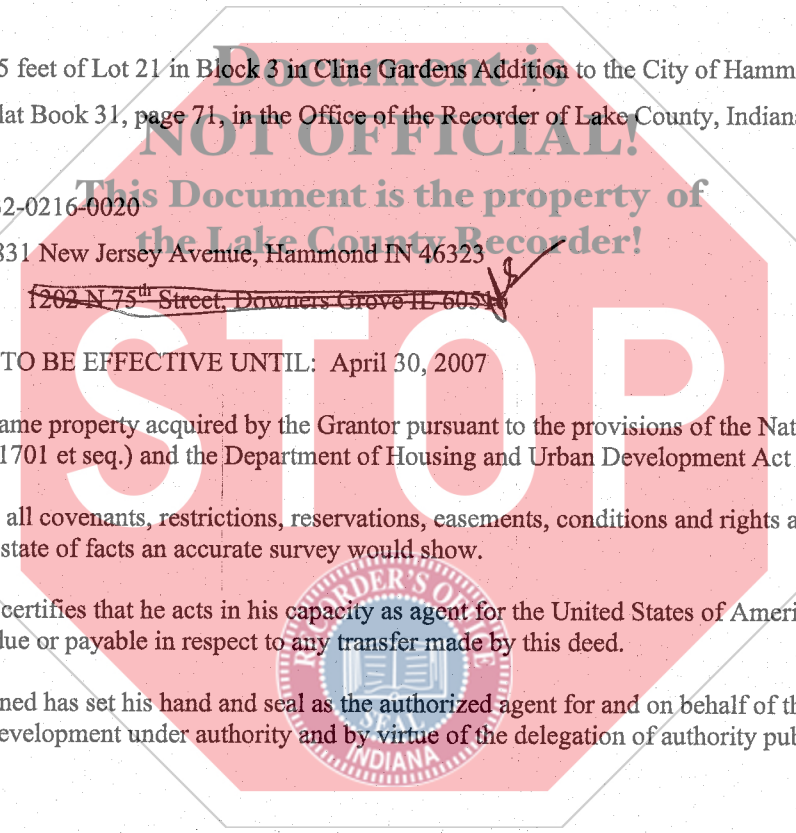 Document is
5 feet of Lot 21 in Block 3 in Cline Gardens Addition to the City of Hamm
lat Book 31, page 71, in the Office of the Recorder of Lake County, Indiana
NOT OFFICIAL!
This Document is the property of
2-0216-0020
the Lake County Recorder!
831 New Jersey Avenue, Hammond IN 46323
1202 N 75th Street, Downers Grove IL
TO BE EFFECTIVE UNTIL: April 30, 2007
STOP
ame property acquired by the Grantor pursuant to the provisions of the Nat
1701 et seq.) and the Department of Housing and Urban Development Act
all covenants, restrictions, reservations, easements, conditions and rights a
state of facts an accurate survey would show.
certifies that he acts in his capacity as agent for the United States of Ameri
lue or payable in respect to any transfer made by this deed.
ned has set his hand and seal as the authorized agent for and on behalf of th
evelopment under authority and by virtue of the delegation of authority pub
RECORDER'S OFFICE
SEAL
INDIANA